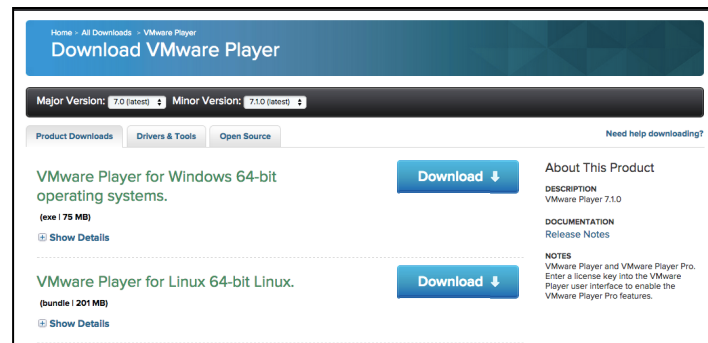 Home > All Downloads > VMware Player
Download VMware Player
Major Version: 7.0 (latest) Minor Version: 7.1.0 (latest)
Product Downloads Drivers & Tools Open Source Need help downloading?
VMware Player for Windows 64-bit
operating systems.
(exe | 75 MB)
Show Details
Download
VMware Player for Linux 64-bit Linux.
(bundle | 201 MB)
Show Details
Download
About This Product
DESCRIPTION
VMware Player 7.1.0
DOCUMENTATION
Release Notes
NOTES
VMware Player and VMware Player Pro.
Enter a license key into the VMware
Player user interface to enable the
VMware Player Pro features.